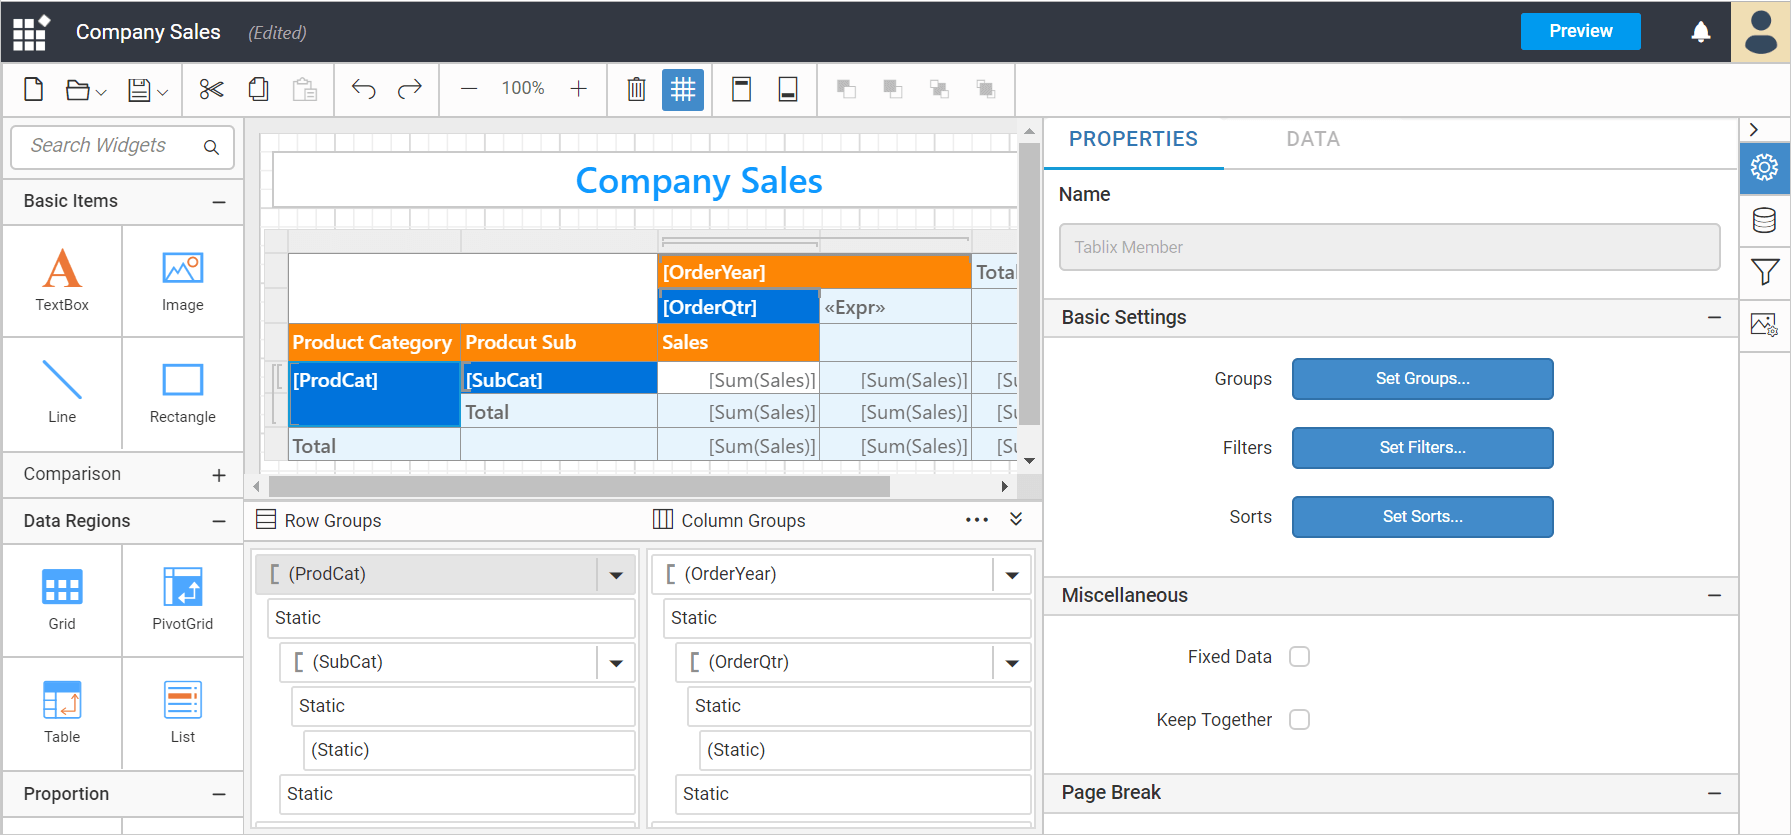 Company Sales (Edited) Preview
100%
Search Widgets
Basic Items
TextBox Image
Line Rectangle
Comparison
Data Regions
Grid PivotGrid
Table List
Proportion
Company Sales
[OrderYear] Total
[OrderQtr] «Expr»
Product Category Prodcut Sub Sales
[ProdCat] [SubCat] [Sum(Sales)] [Sum(Sales)] [Su
Total [Sum(Sales)] [Sum(Sales)] [Su
Total [Sum(Sales)] [Sum(Sales)] [Su
Row Groups
(ProdCat)
Static
(SubCat)
Static
(Static)
Static
Column Groups
(OrderYear)
Static
(OrderQtr)
Static
(Static)
Static
PROPERTIES DATA
Name
Tablix Member
Basic Settings
Groups Set Groups...
Filters Set Filters...
Sorts Set Sorts...
Miscellaneous
Fixed Data
Keep Together
Page Break